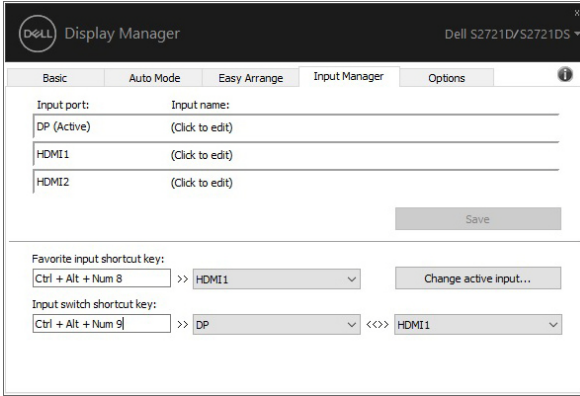 DELL Display Manager Dell S2721D/S2721DS
Basic Auto Mode Easy Arrange Input Manager Options
Input port: Input name:
DP (Active) (Click to edit)
HDMI1 (Click to edit)
HDMI2 (Click to edit)
Save
Favorite input shortcut key:
Ctrl + Alt + Num 8 >> HDMI1 Change active input...
Input switch shortcut key:
Ctrl + Alt + Num 9 >> DP <<>> HDMI1